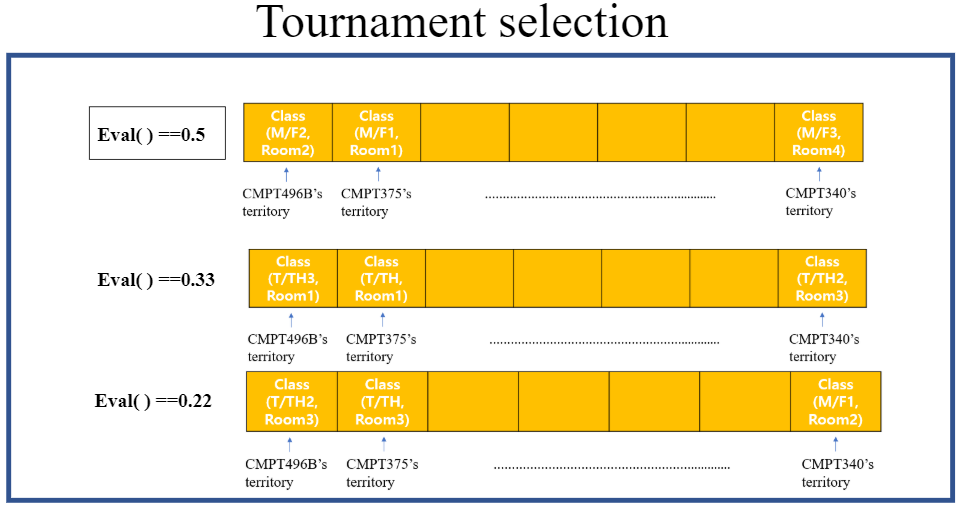 Tournament selection
Eval( ) ==0.5
Class
(M/F2,
Room2)
Class
(M/F1,
Room1)
Class
(M/F3,
Room4)
CMPT496B’s
territory
CMPT375’s
territory
................................................................
CMPT340’s
territory
Eval( ) ==0.33
Class
(T/TH3,
Room1)
Class
(T/TH,
Room1)
Class
(T/TH2,
Room3)
CMPT496B’s
territory
CMPT375’s
territory
................................................................
CMPT340’s
territory
Eval( ) ==0.22
Class
(T/TH2,
Room3)
Class
(T/TH,
Room3)
Class
(M/F1,
Room2)
CMPT496B’s
territory
CMPT375’s
territory
................................................................
CMPT340’s
territory